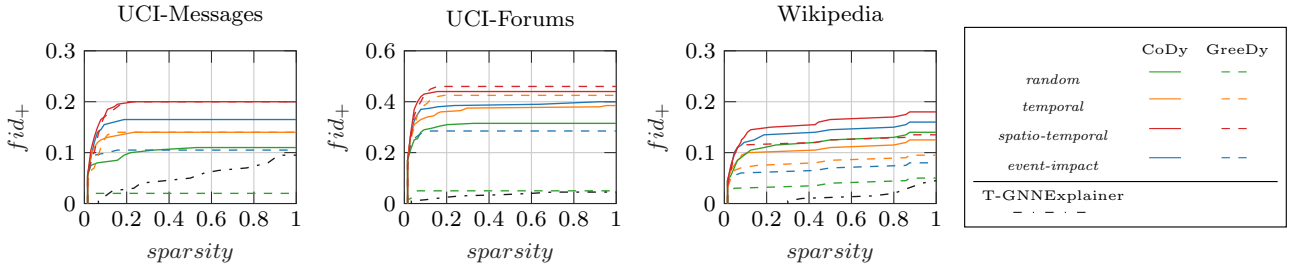 UCI-Messages
0.3
0.2
0.1
0
0 0.2 0.4 0.6 0.8 1
fid+
sparsity
UCI-Forums
0.6
0.4
0.2
0
0 0.2 0.4 0.6 0.8 1
fid+
sparsity
Wikipedia
0.3
0.2
0.1
0
0 0.2 0.4 0.6 0.8 1
fid+
sparsity
CoDy GreeDy
random
temporal
spatio-temporal
event-impact
T-GNNExplainer